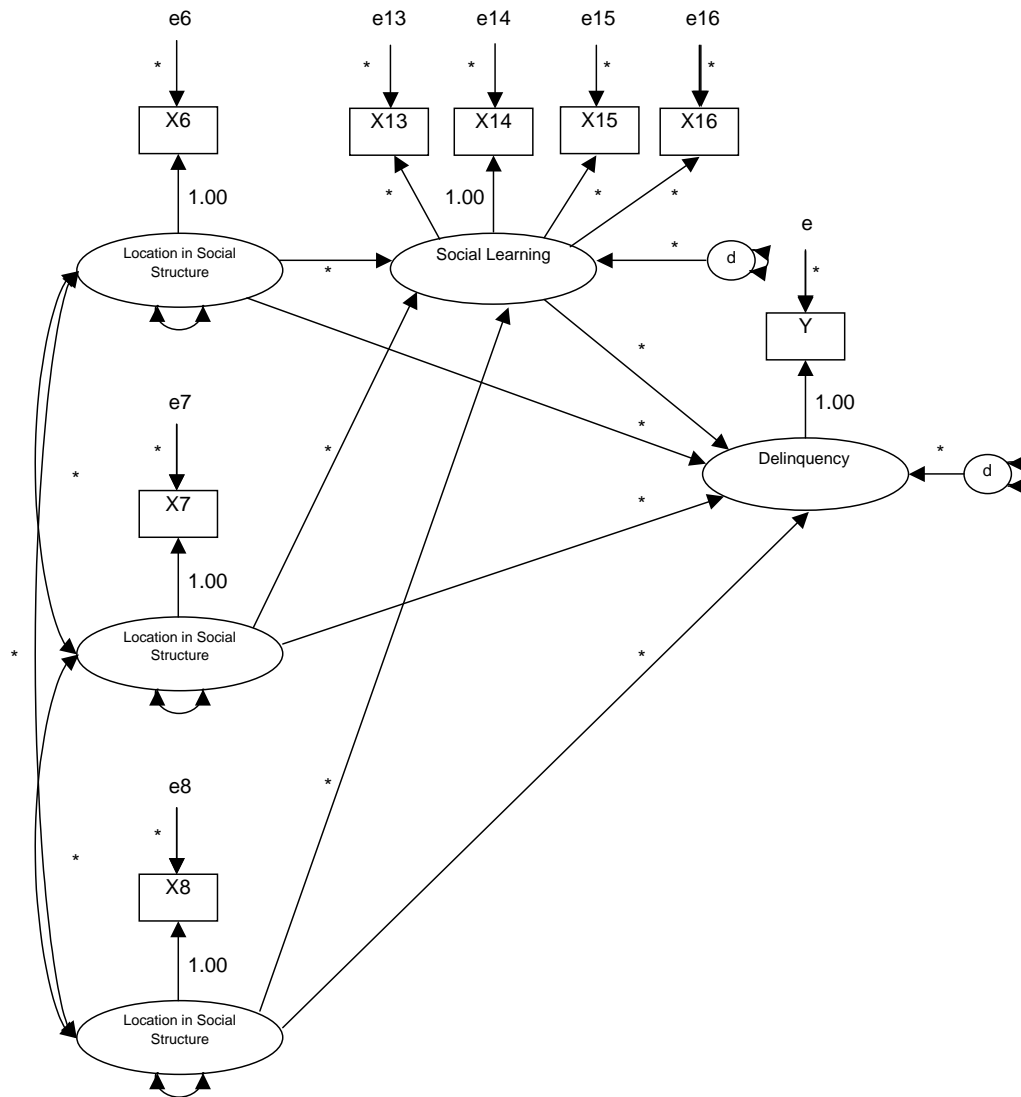 e6
e13
e14
e15
e16
*
*
*
*
*
X6
X13
X14
X15
X16
1.00
*
1.00
*
*
Location in Social
Structure
Social Learning
*
*
d
e
*
Y
*
1.00
e7
*
*
*
Delinquency
*
d
*
*
X7
*
1.00
Location in Social
Structure
*
*
e8
*
*
*
X8
1.00
Location in Social
Structure